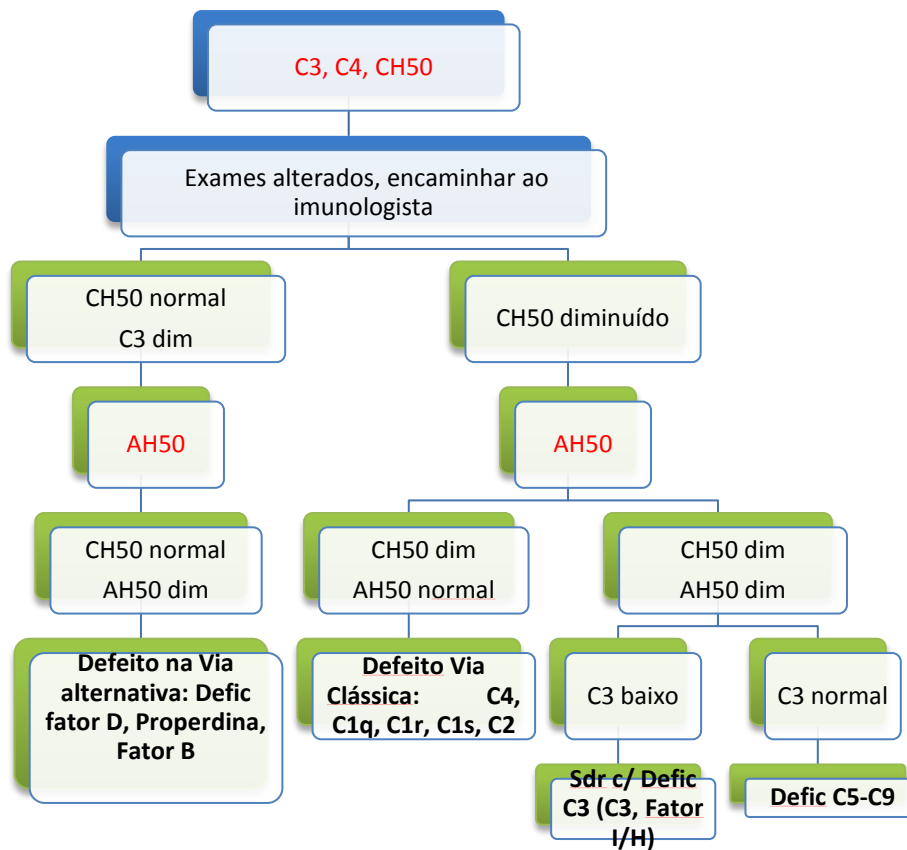 C3, C4, CH50
Exames alterados, encaminhar ao
imunologista
CH50 normal
C3 dim
CH50 diminuído
AH50
AH50
CH50 normal
AH50 dim
CH50 dim
AH50 normal
CH50 dim
AH50 dim
Defeito na Via
alternativa: Defic
fator D, Properdina,
Fator B
Defeito Via
Clássica: C4,
C1q, C1r, C1s, C2
C3 baixo
C3 normal
Sdr c/ Defic
C3 (C3, Fator
I/H)
Defic C5-C9